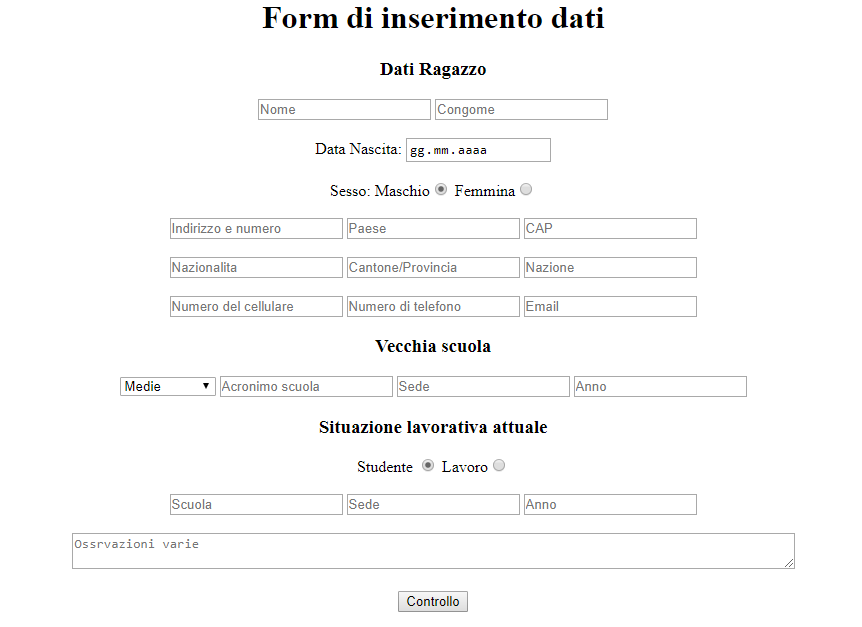 Form di inserimento dati
Dati Ragazzo
Nome Congome
Data Nascita: gg.mm.aaaa
Sesso: Maschio Femmina
Indirizzo e numero Paese CAP
Nazionalita Cantone/Provincia Nazione
Numero del cellulare Numero di telefono Email
Vecchia scuola
Medie Acronimo scuola Sede Anno
Situazione lavorativa attuale
Studente Lavoro
Scuola Sede Anno
Ossrvazioni varie
Controllo